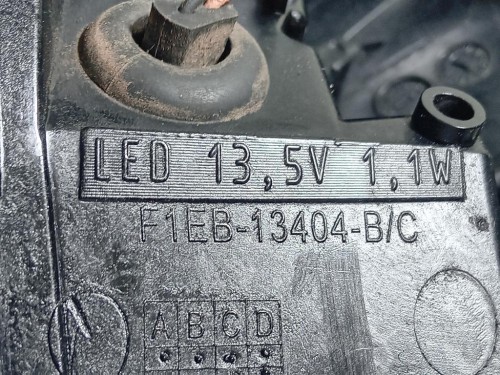 LED 13,5V 1,1W
F1EB-13404-B/C
A B C D